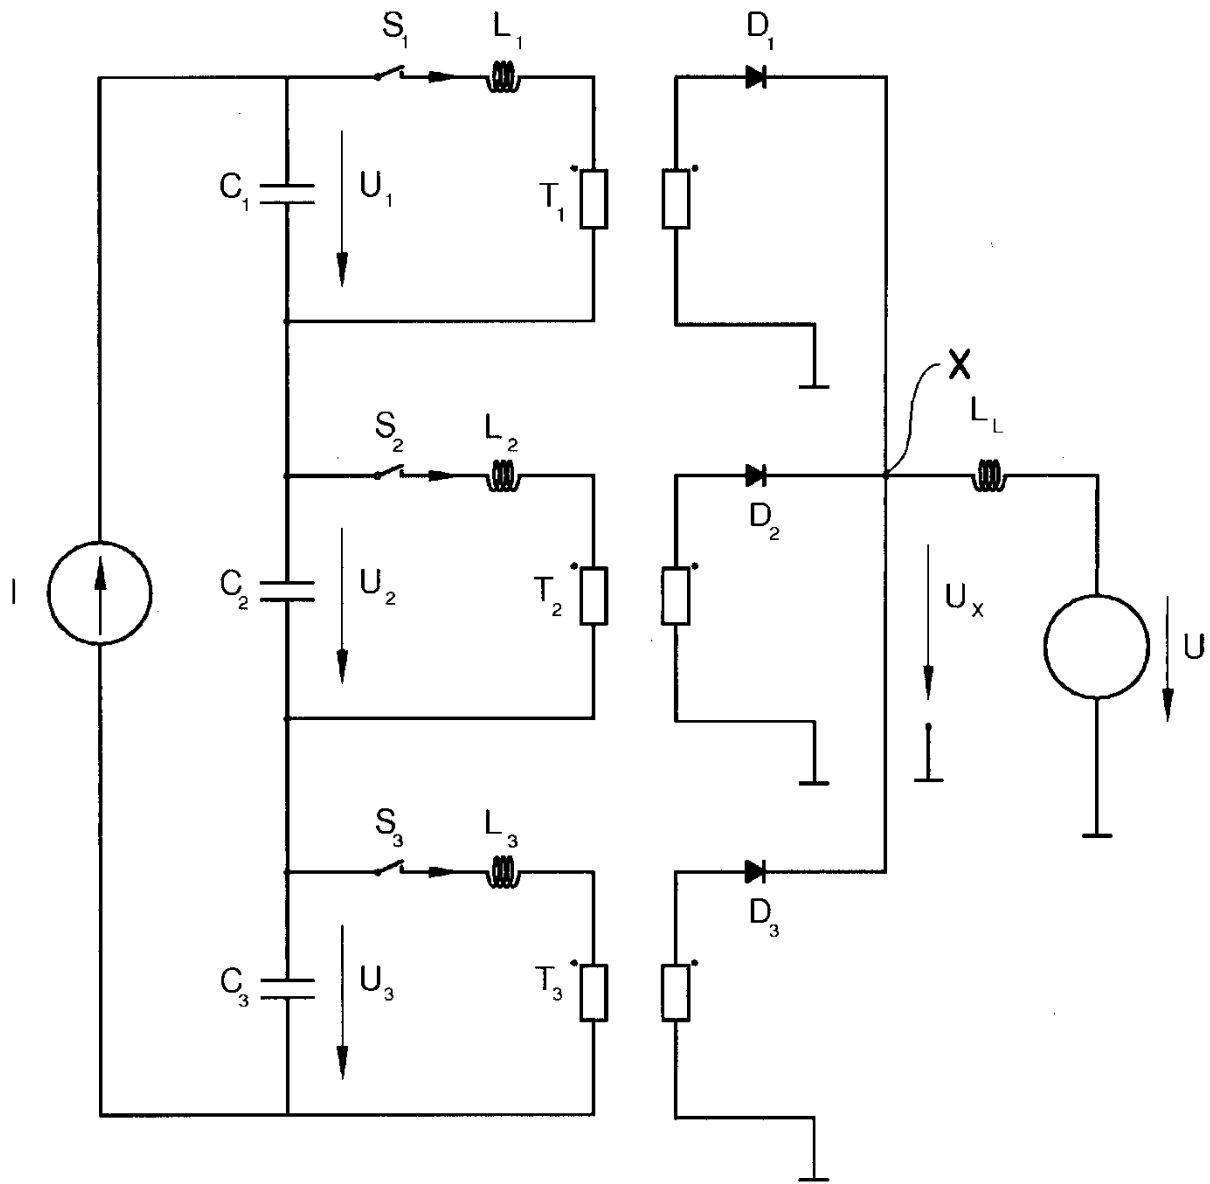 S1 L1 D1
C1 U1 T1
X
S2 L2 LL
D2
I C2 U2 T2 UX U
S3 L3
D3
C3 U3 T3